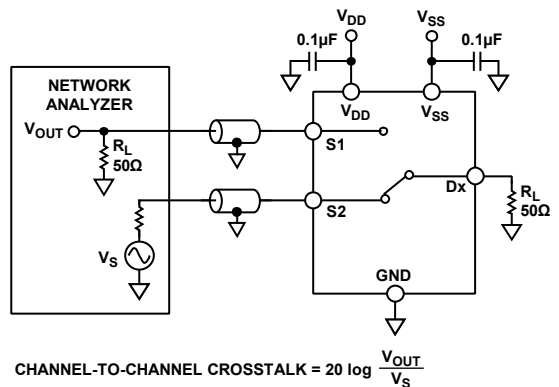 VDD
VSS
0.1µF
0.1µF
NETWORK
ANALYZER
VDD
VSS
VOUT
RL
50Ω
S1
S2
Dx
RL
50Ω
VS
GND
CHANNEL-TO-CHANNEL CROSSTALK = 20 log VOUT
VS